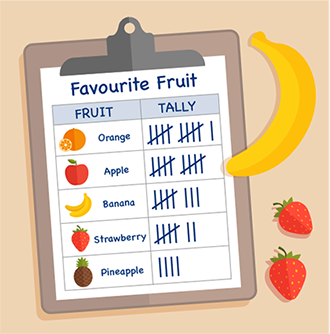 Favourite Fruit
FRUIT TALLY
Orange
Apple
Banana
Strawberry
Pineapple